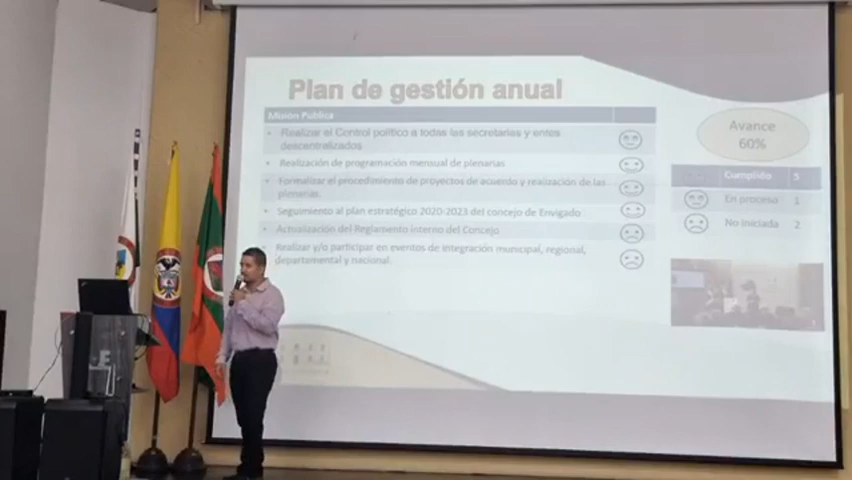 Plan de gestión anual
Misión Publica
• Realizar el Control político a todas las secretarias y entes
descentralizados
• Realización de programación mensual de plenarias
• Formalizar el procedimiento de proyectos de acuerdo y realización de las
plenarias.
• Seguimiento al plan estratégico 2020-2023 del concejo de Envigado
• Actualización del Reglamento interno del Concejo
• Realizar y/o participar en eventos de integración municipal, regional,
departamental y nacional.
Avance
60%
Cumplido 5
En proceso 1
No Iniciada 2